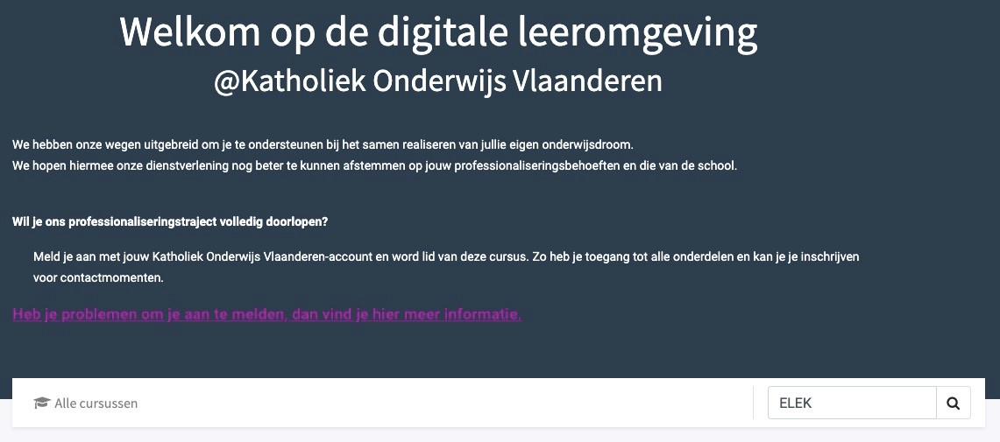 Welkom op de digitale leeromgeving
@Katholiek Onderwijs Vlaanderen
We hebben onze wegen uitgebreid om je te ondersteunen bij het samen realiseren van jullie eigen onderwijsdroom.
We hopen hiermee onze dienstverlening nog beter te kunnen afstemmen op jouw professionaliseringsbehoeften en die van de school.
Wil je ons professionaliseringstraject volledig doorlopen?
Meld je aan met jouw Katholiek Onderwijs Vlaanderen-account en word lid van deze cursus. Zo heb je toegang tot alle onderdelen en kan je je inschrijven
voor contactmomenten.
Heb je problemen om je aan te melden, dan vind je hier meer informatie.
Alle cursussen
ELEK